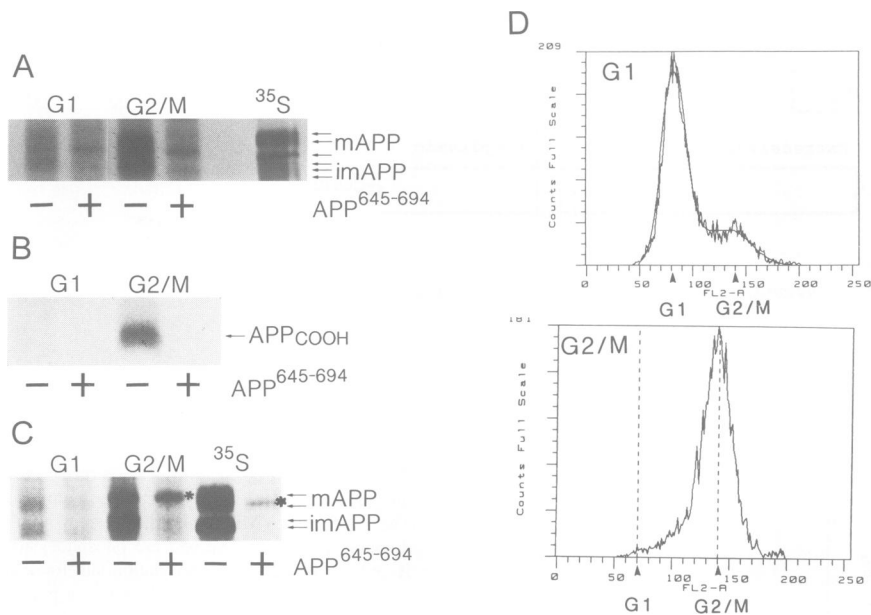 A
G1 G2/M 35S
mAPP
imAPP
− + − + APP645-694
B
G1 G2/M
APPCOOH
− + − + APP645-694
C
G1 G2/M 35S
* *
mAPP
imAPP
− + − + − + APP645-694
D
209
G1
Counts Full Scale
0 50 100 150 200 250
FL2-A
G1 G2/M
181
G2/M
Counts Full Scale
0 50 100 150 200 250
FL2-A
G1 G2/M